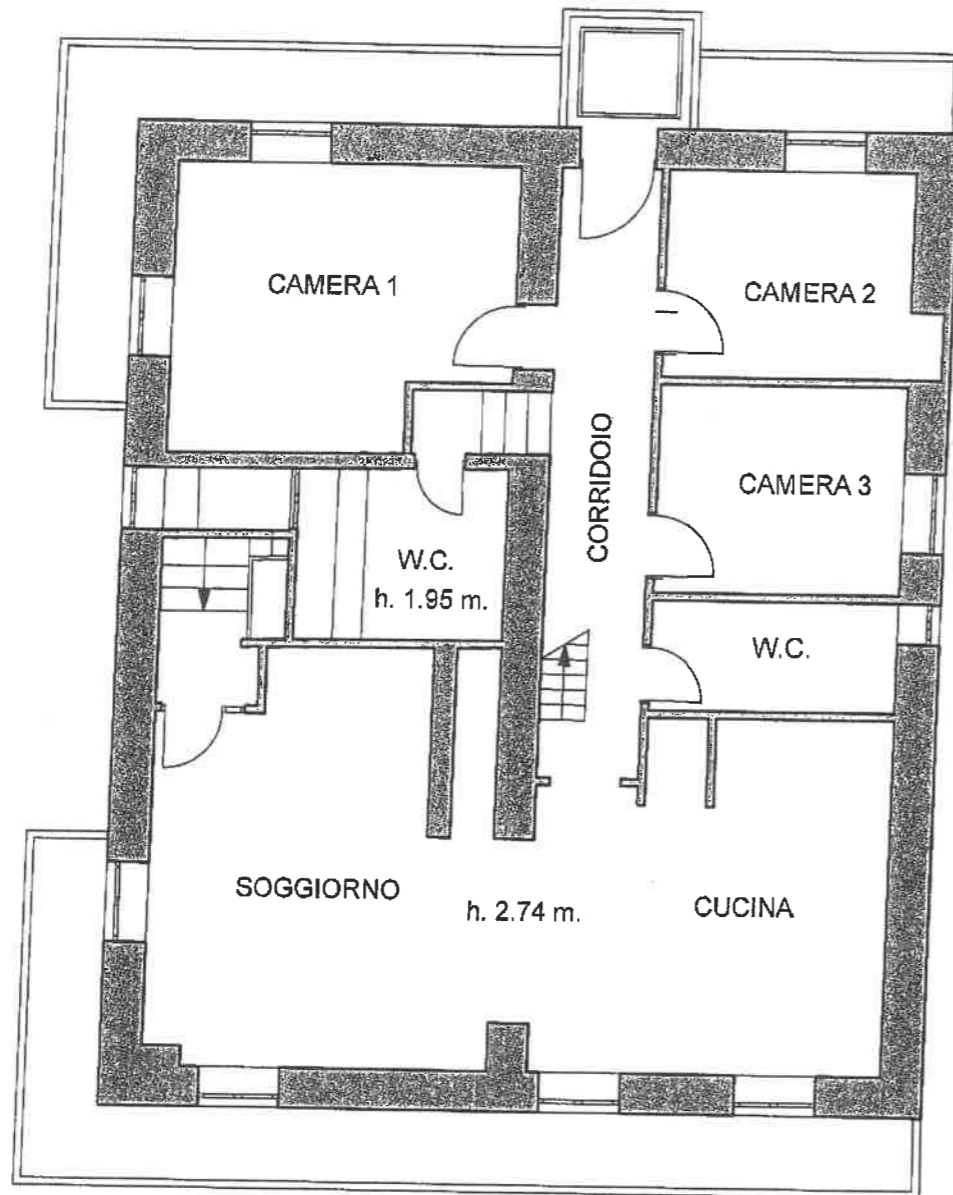 CAMERA 1
CAMERA 2
CORRIDOIO
CAMERA 3
W.C.
h. 1.95 m.
W.C.
SOGGIORNO
h. 2.74 m.
CUCINA